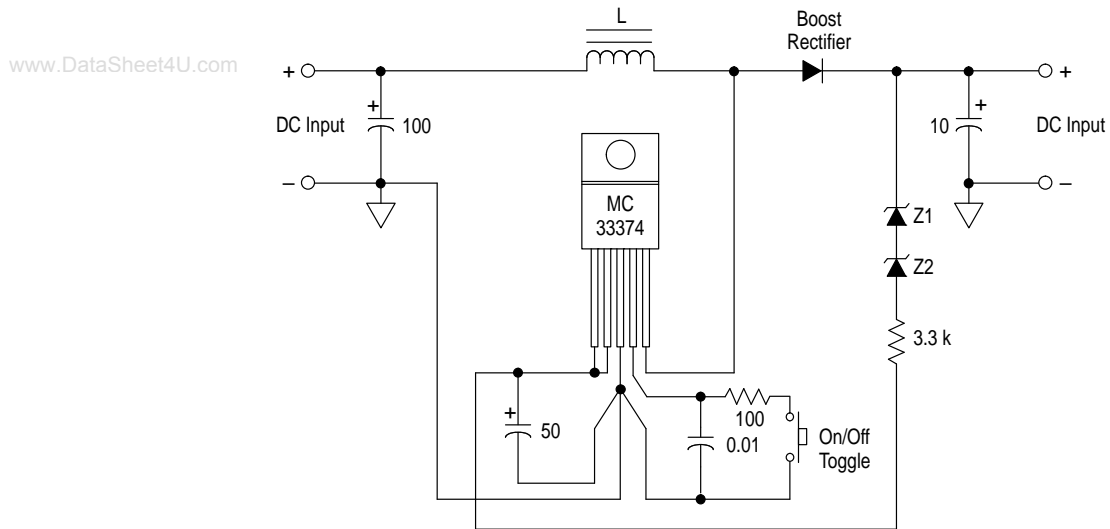 www.DataSheet4U.com
L
Boost
Rectifier
+
+
+
+
DC Input
100
10
DC Input
–
–
MC
33374
Z1
Z2
3.3 k
+
50
100
0.01
On/Off
Toggle